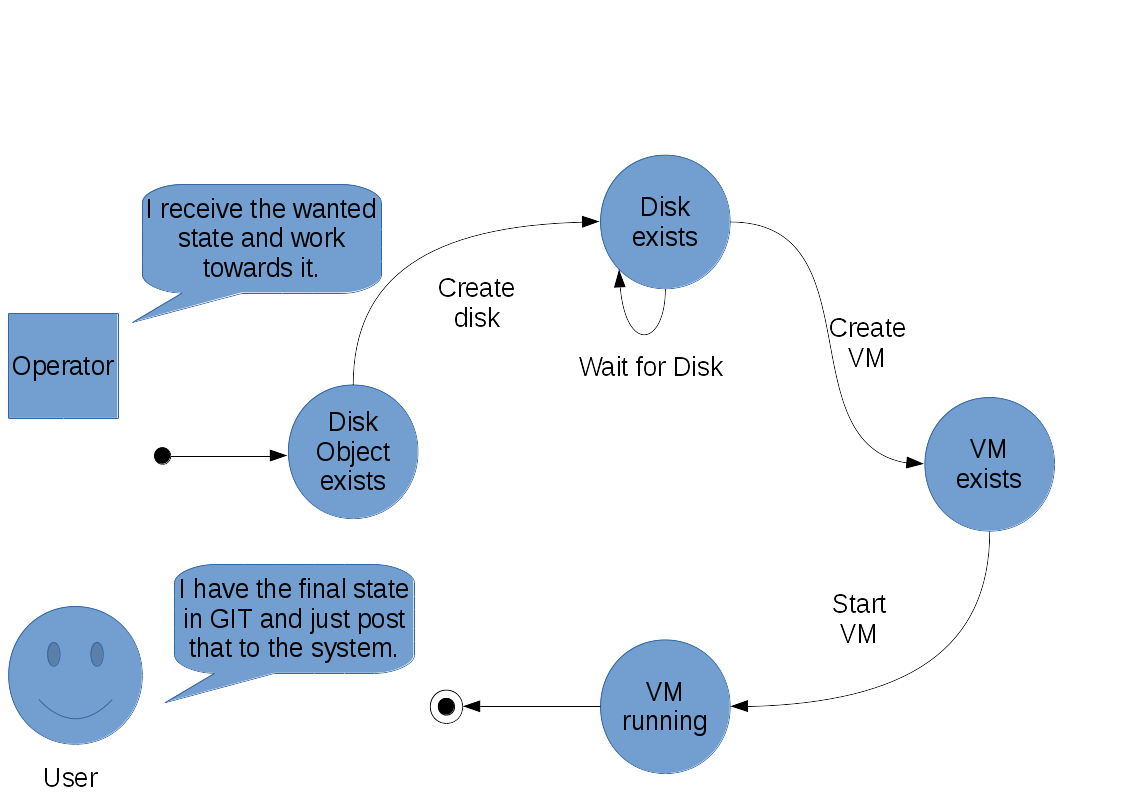 I receive the wanted
state and work
towards it.
Operator
Disk
Object
exists
Create
disk
Disk
exists
Wait for Disk
Create
VM
VM
exists
Start
VM
VM
running
I have the final state
in GIT and just post
that to the system.
User